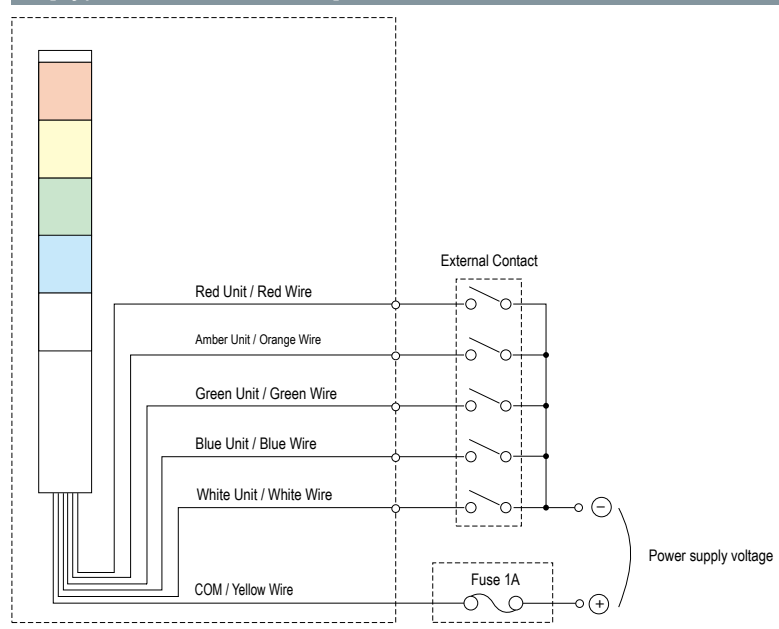 External Contact
Red Unit / Red Wire
Amber Unit / Orange Wire
Green Unit / Green Wire
Blue Unit / Blue Wire
White Unit / White Wire
−
Power supply voltage
Fuse 1A
COM / Yellow Wire
+